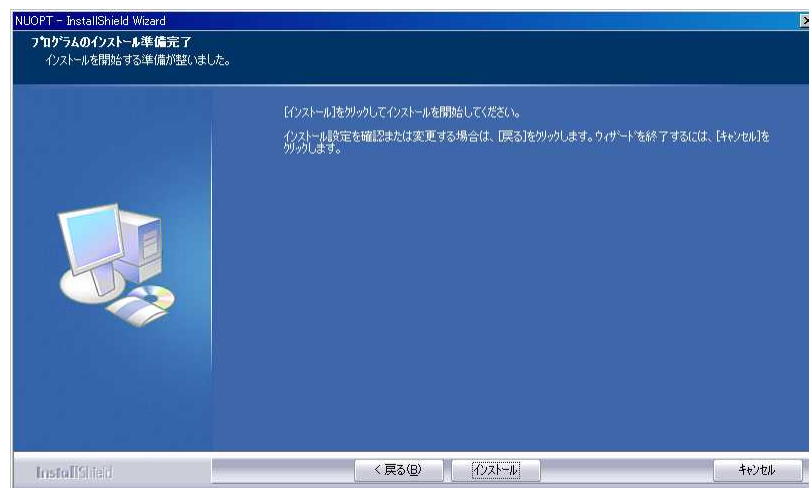 NUOPT - InstallShield Wizard
プログラムのインストール準備完了
インストールを開始する準備が整いました。
[インストール]をクリックしてインストールを開始してください。
インストール設定を確認または変更する場合は、[戻る]をクリックします。ウィザードを終了するには、[キャンセル]を
クリックします。
InstallShield
< 戻る(B)
インストール
キャンセル